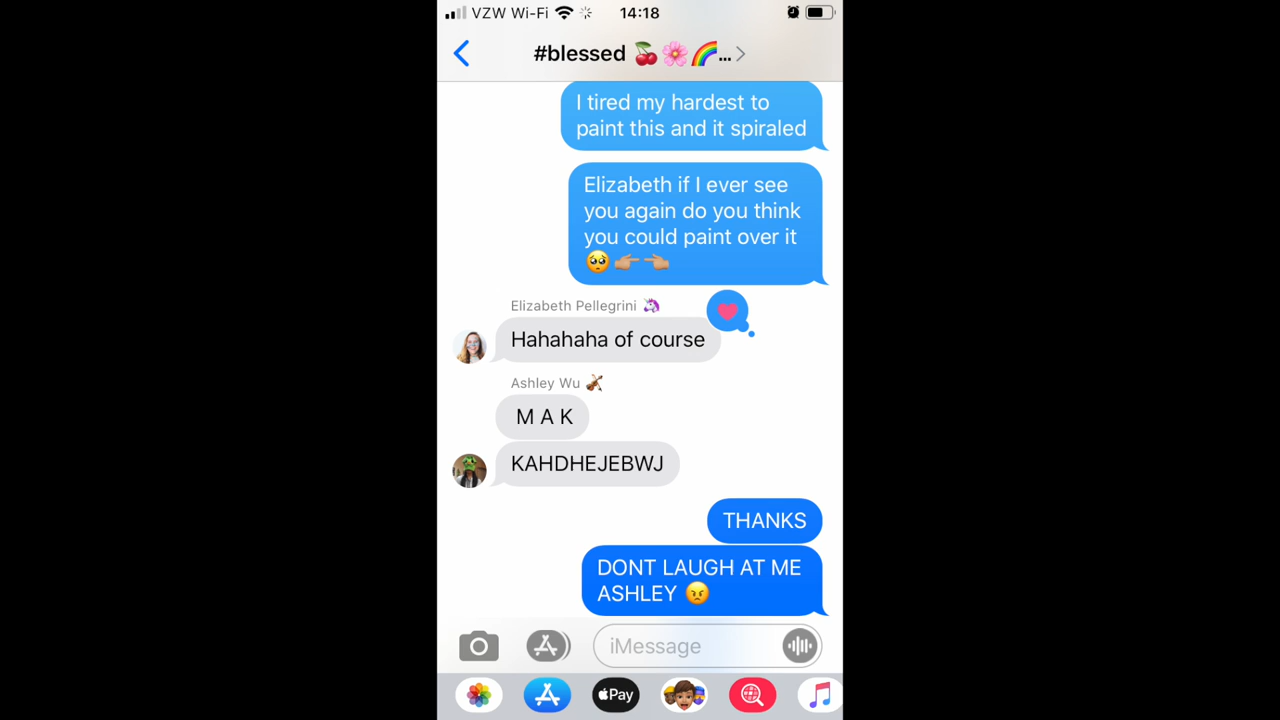 VZW Wi-Fi 14:18
#blessed 🍒🌸🌈... >
I tired my hardest to
paint this and it spiraled
Elizabeth if I ever see
you again do you think
you could paint over it
🥺👉🏼👈🏼
Elizabeth Pellegrini 🦄
Hahahaha of course
Ashley Wu 🎻
M A K
KAHDHEJEBWJ
THANKS
DONT LAUGH AT ME
ASHLEY 😠
iMessage
Pay